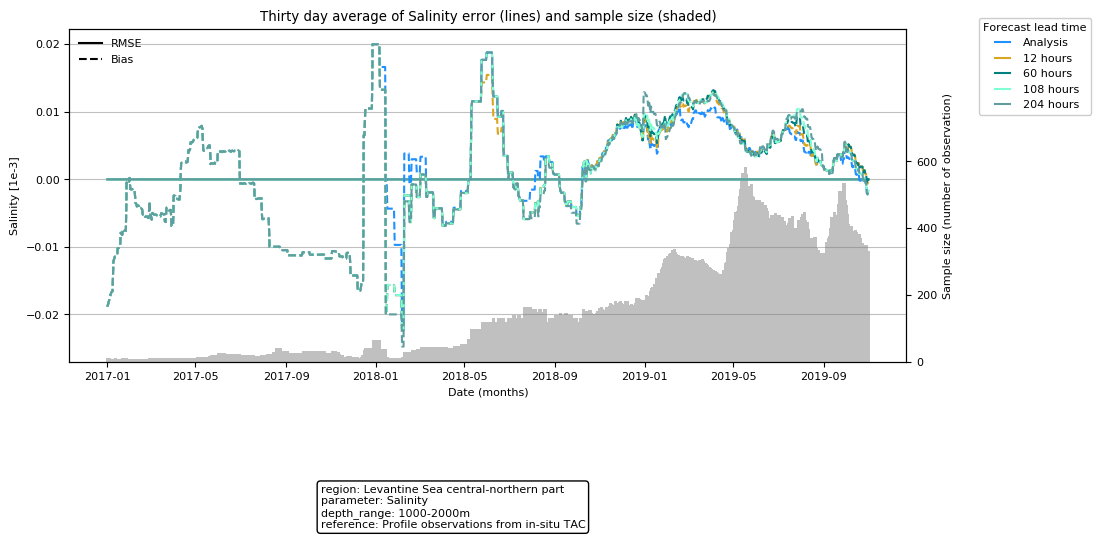 Thirty day average of Salinity error (lines) and sample size (shaded)
RMSE
Bias
Forecast lead time
Analysis
12 hours
60 hours
108 hours
204 hours
Salinity [1e-3]
0.02
0.01
0.00
−0.01
−0.02
Sample size (number of observation)
600
400
200
0
2017-01 2017-05 2017-09 2018-01 2018-05 2018-09 2019-01 2019-05 2019-09
Date (months)
region: Levantine Sea central-northern part
parameter: Salinity
depth_range: 1000-2000m
reference: Profile observations from in-situ TAC